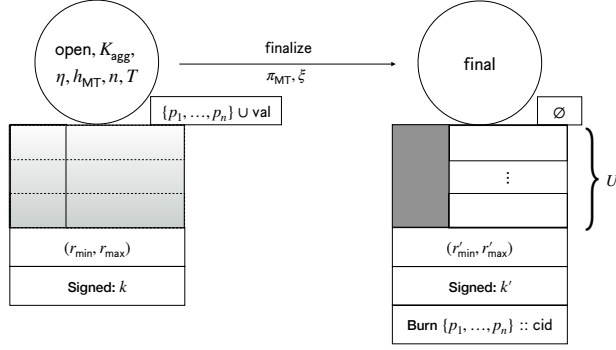 open, K_agg,
η, h_MT, n, T
finalize
π_MT, ξ
final
{p_1, …, p_n} ∪ val
∅
⋮
U
(r_min, r_max)
(r′_min, r′_max)
Signed: k
Signed: k′
Burn {p_1, …, p_n} :: cid